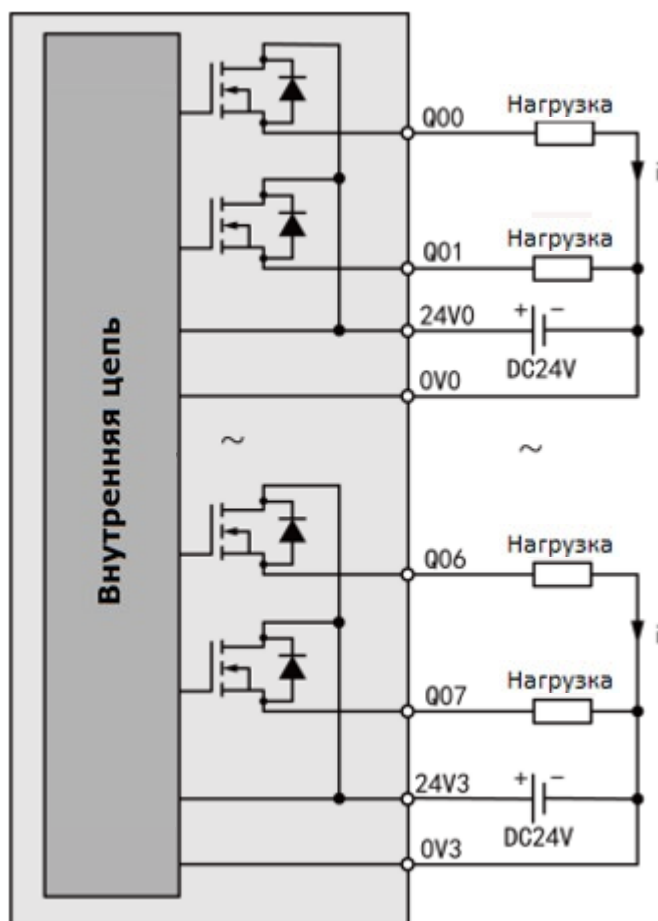 Внутренняя цепь
Q00
Нагрузка
i
Q01
Нагрузка
24V0
+ −
DC24V
0V0
~ ~
Q06
Нагрузка
i
Q07
Нагрузка
24V3
+ −
DC24V
0V3